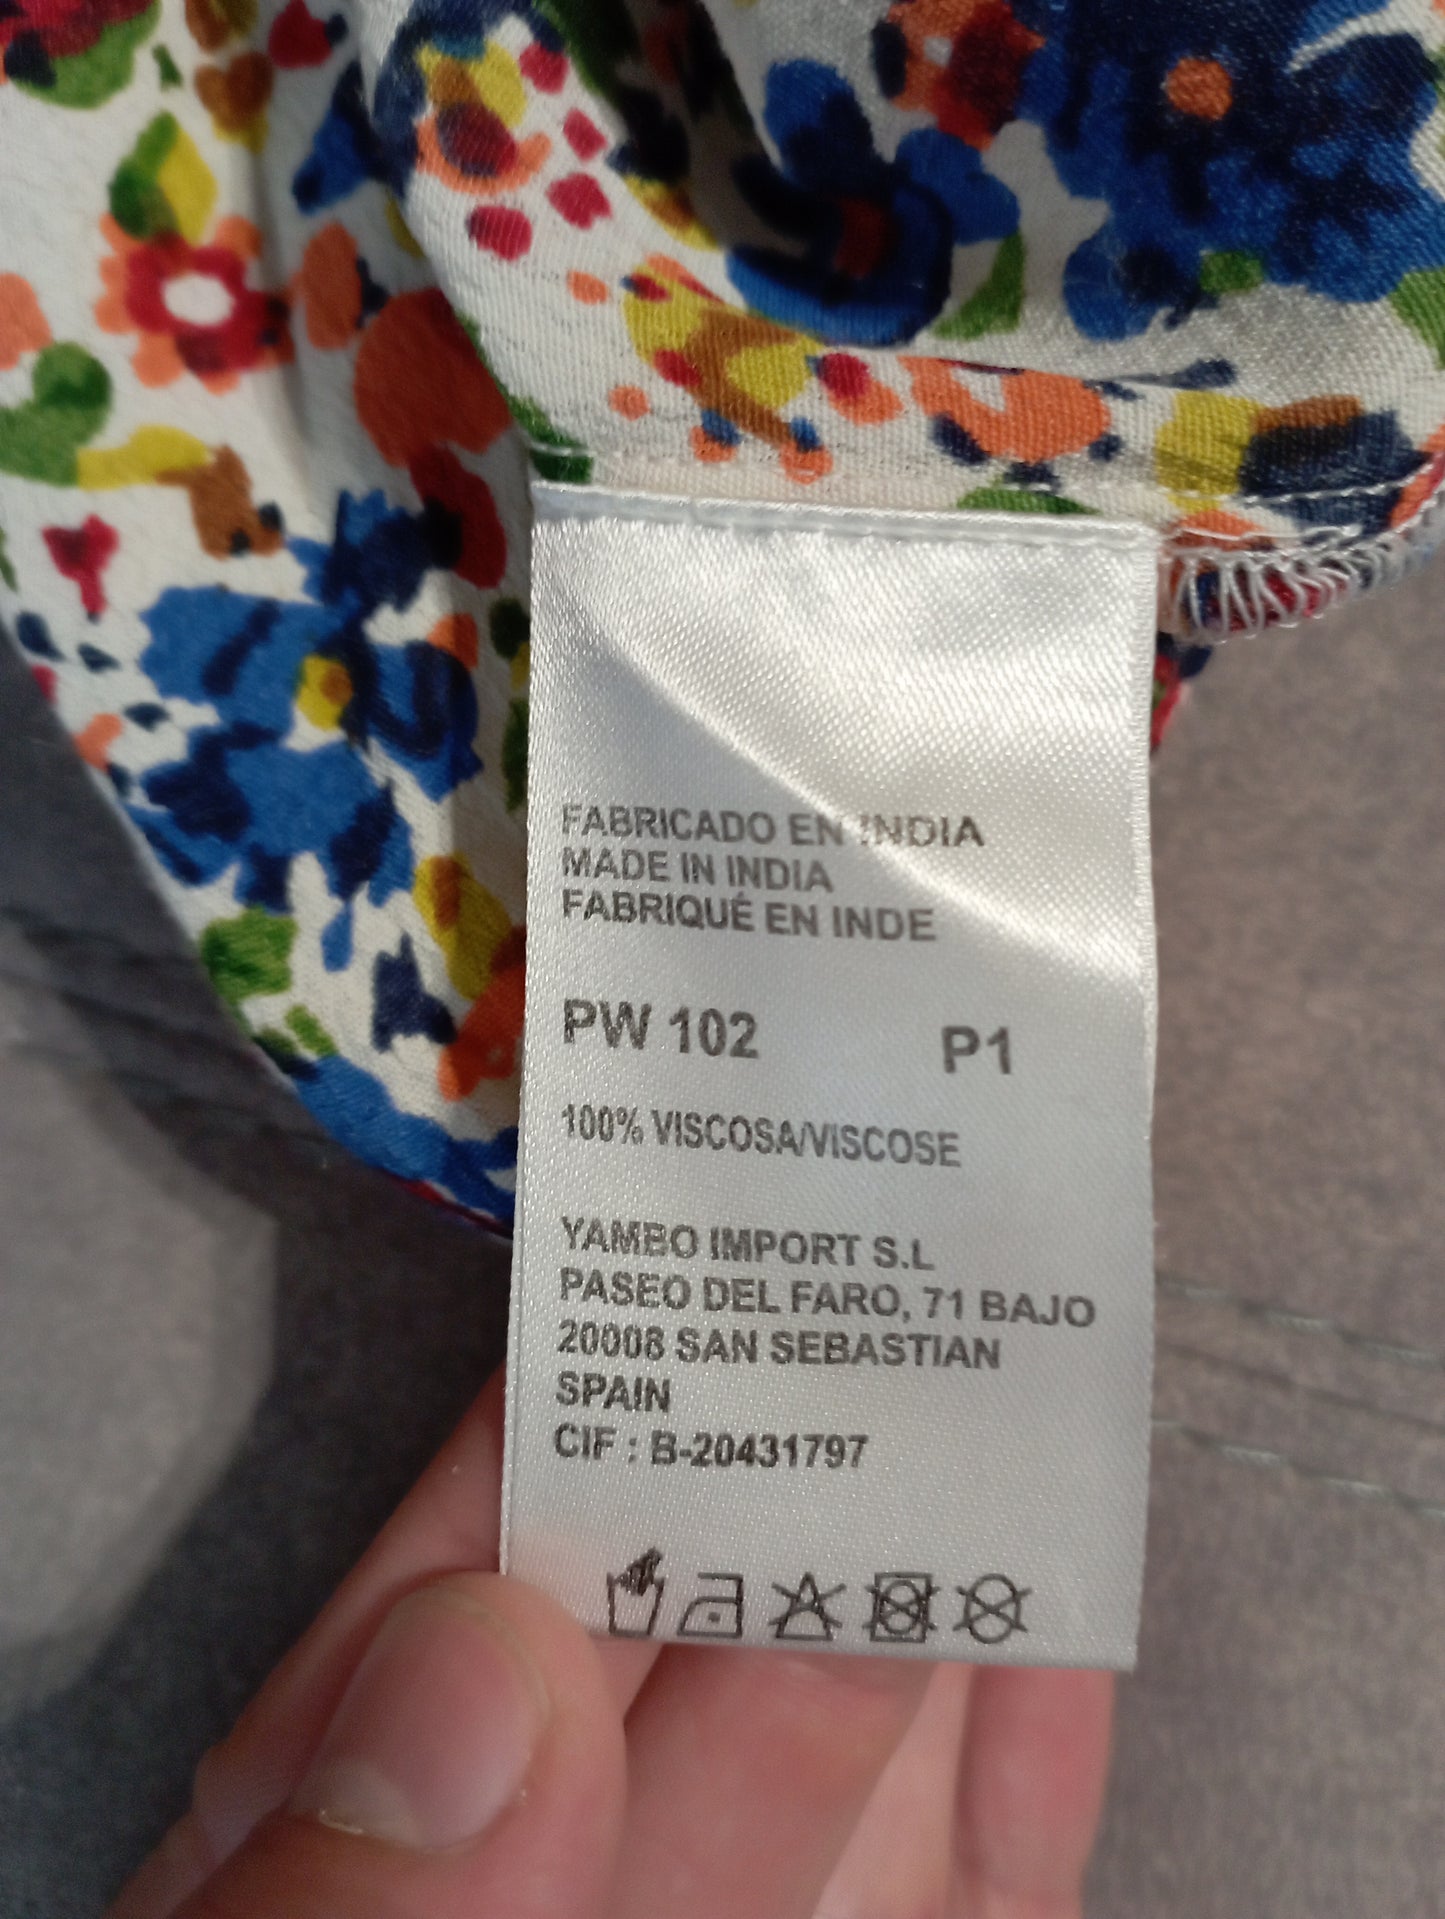 FABRICADO EN INDIA
MADE IN INDIA
FABRIQUÉ EN INDE
PW 102 P1
100% VISCOSA/VISCOSE
YAMBO IMPORT S.L
PASEO DEL FARO, 71 BAJO
20008 SAN SEBASTIAN
SPAIN
CIF : B-20431797